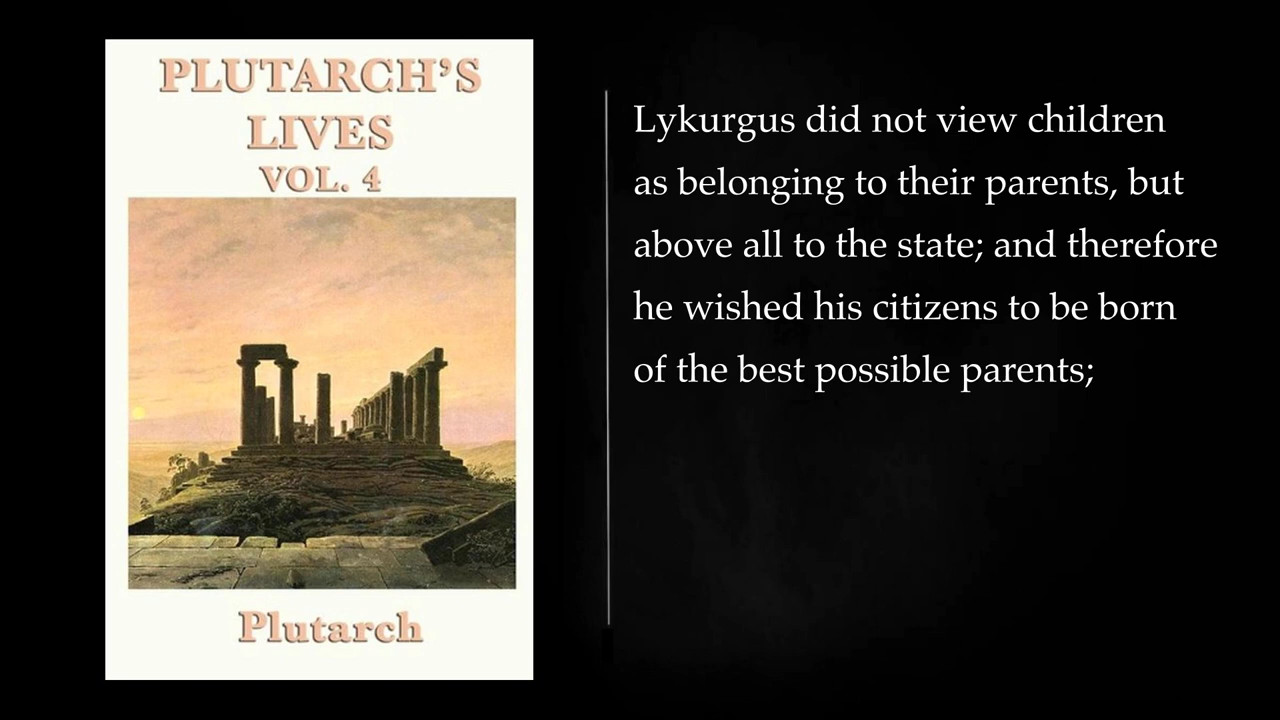 PLUTARCH'S
LIVES
VOL. 4
Plutarch
Lykurgus did not view children
as belonging to their parents, but
above all to the state; and therefore
he wished his citizens to be born
of the best possible parents;